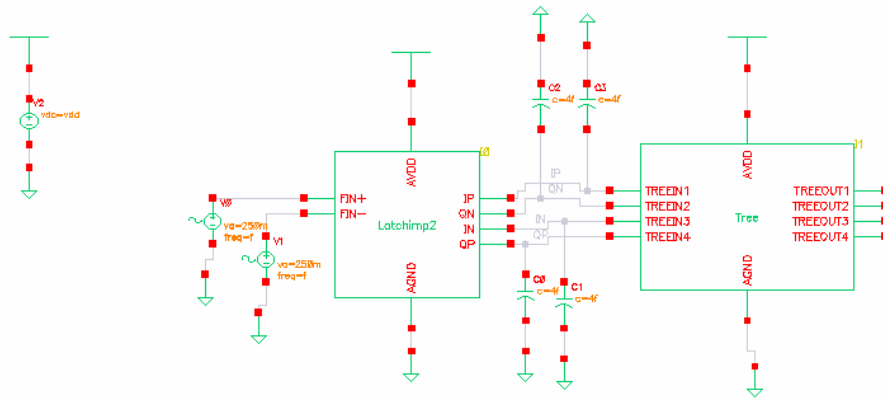 C2
c=4f
C3
c=4f
V2
vdc=vdd
I0
I1
AVDD
AVDD
IP
QN
V0
va=250m
freq=f
FIN+
FIN-
IP
QN
IN
QP
IN
QP
TREEIN1
TREEIN2
TREEIN3
TREEIN4
TREEOUT1
TREEOUT2
TREEOUT3
TREEOUT4
Latchimp2
Tree
V1
va=250m
freq=f
AGND
AGND
C0
c=4f
C1
c=4f